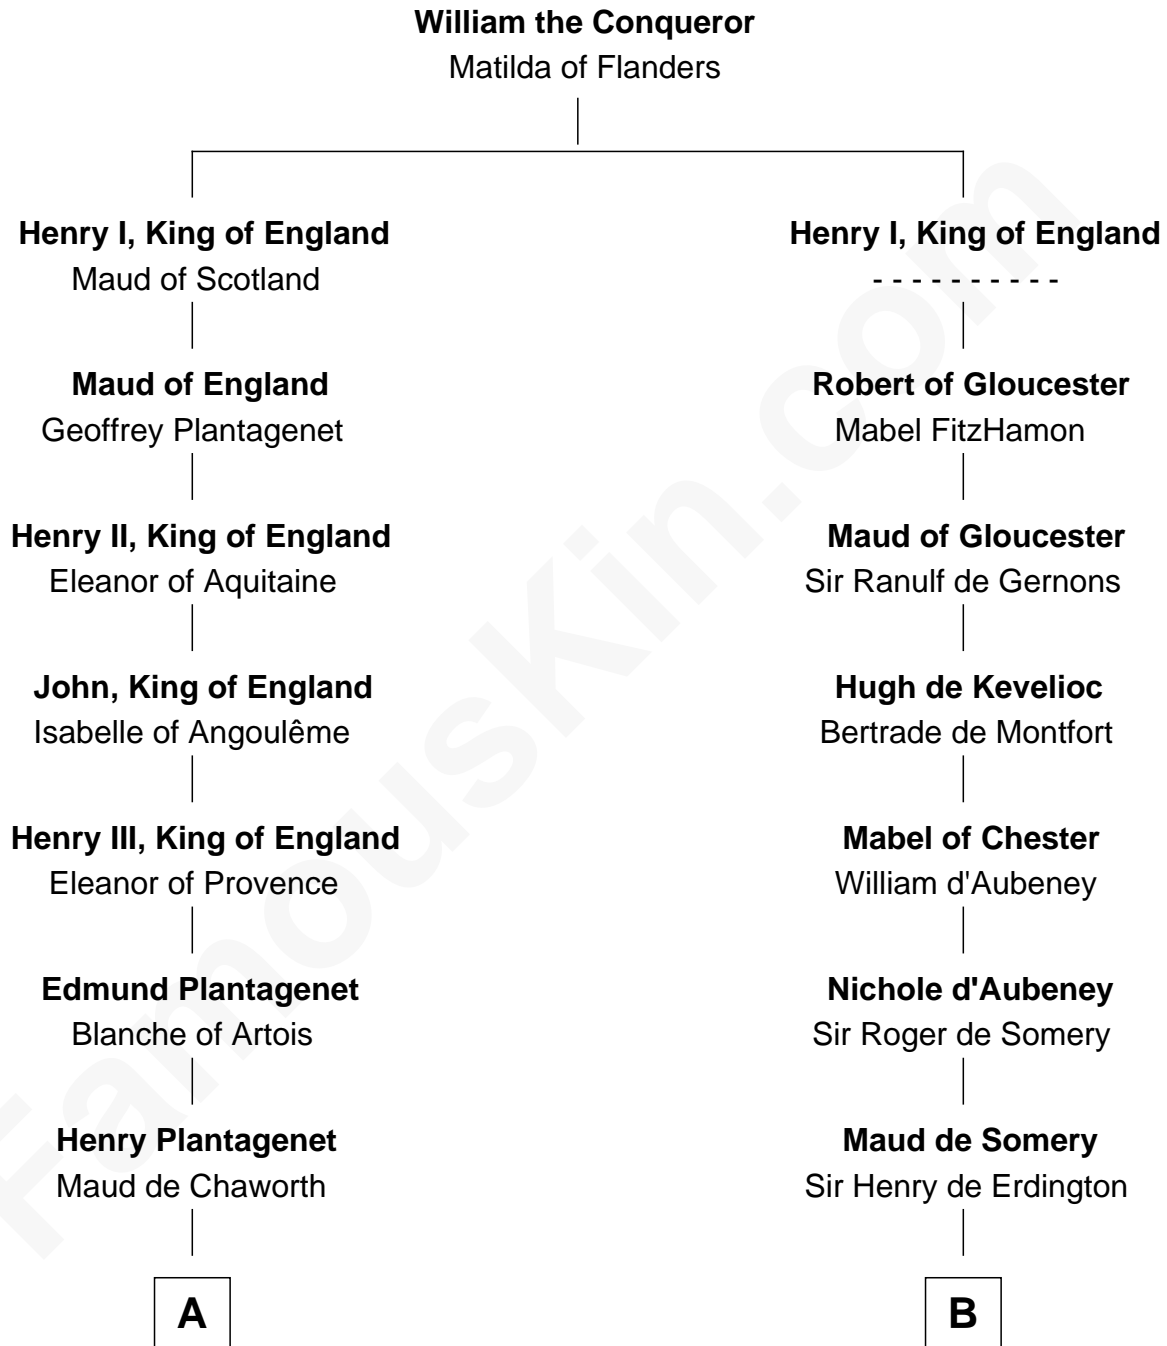 William the Conqueror
Matilda of Flanders
Henry I, King of England
Maud of Scotland
Maud of England
Geoffrey Plantagenet
Henry II, King of England
Eleanor of Aquitaine
John, King of England
Isabelle of Angoulême
Henry III, King of England
Eleanor of Provence
Edmund Plantagenet
Blanche of Artois
Henry Plantagenet
Maud de Chaworth
A
Henry I, King of England
- - - - - - - - - -
Robert of Gloucester
Mabel FitzHamon
Maud of Gloucester
Sir Ranulf de Gernons
Hugh de Kevelioc
Bertrade de Montfort
Mabel of Chester
William d'Aubeney
Nichole d'Aubeney
Sir Roger de Somery
Maud de Somery
Sir Henry de Erdington
B
FamousKin.com